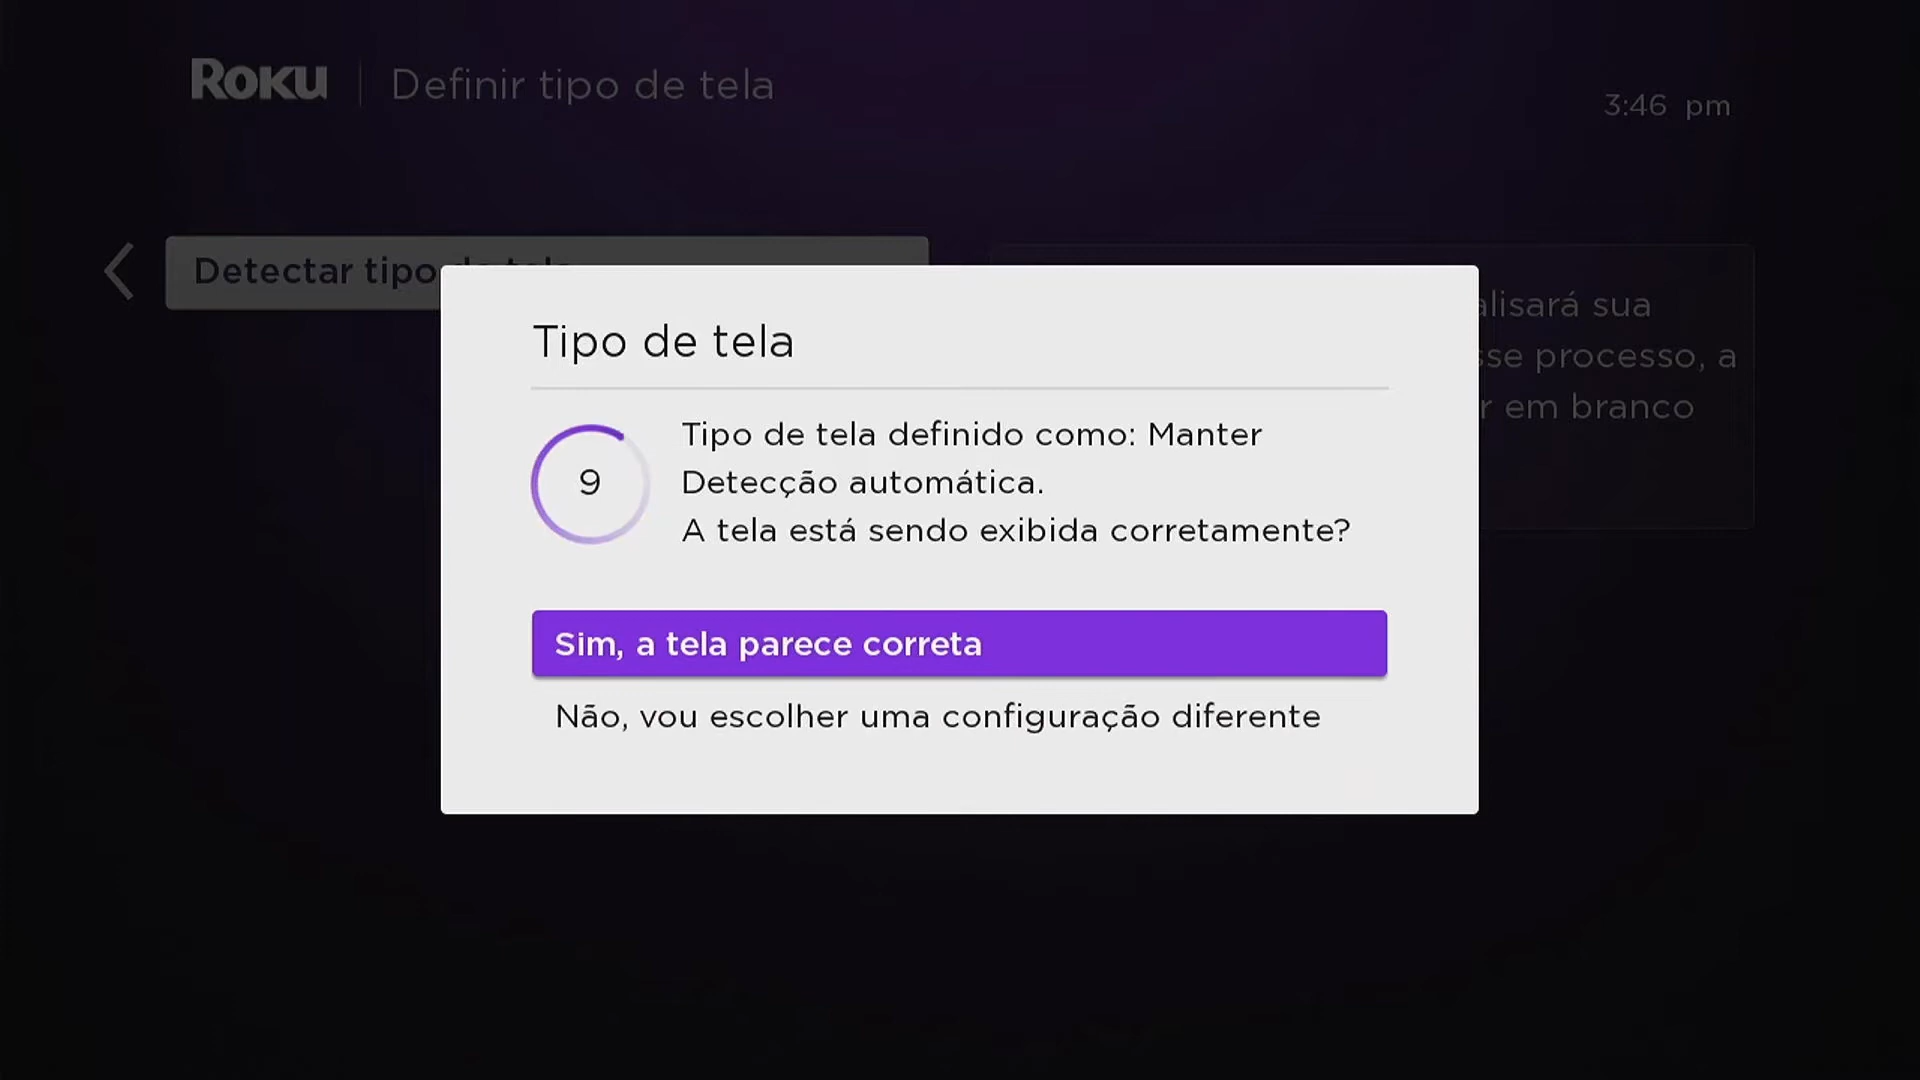 Roku
Definir tipo de tela
3:46 pm
Detectar tipo
alisará sua
sse processo, a
r em branco
Tipo de tela
9
Tipo de tela definido como: Manter
Detecção automática.
A tela está sendo exibida corretamente?
Sim, a tela parece correta
Não, vou escolher uma configuração diferente